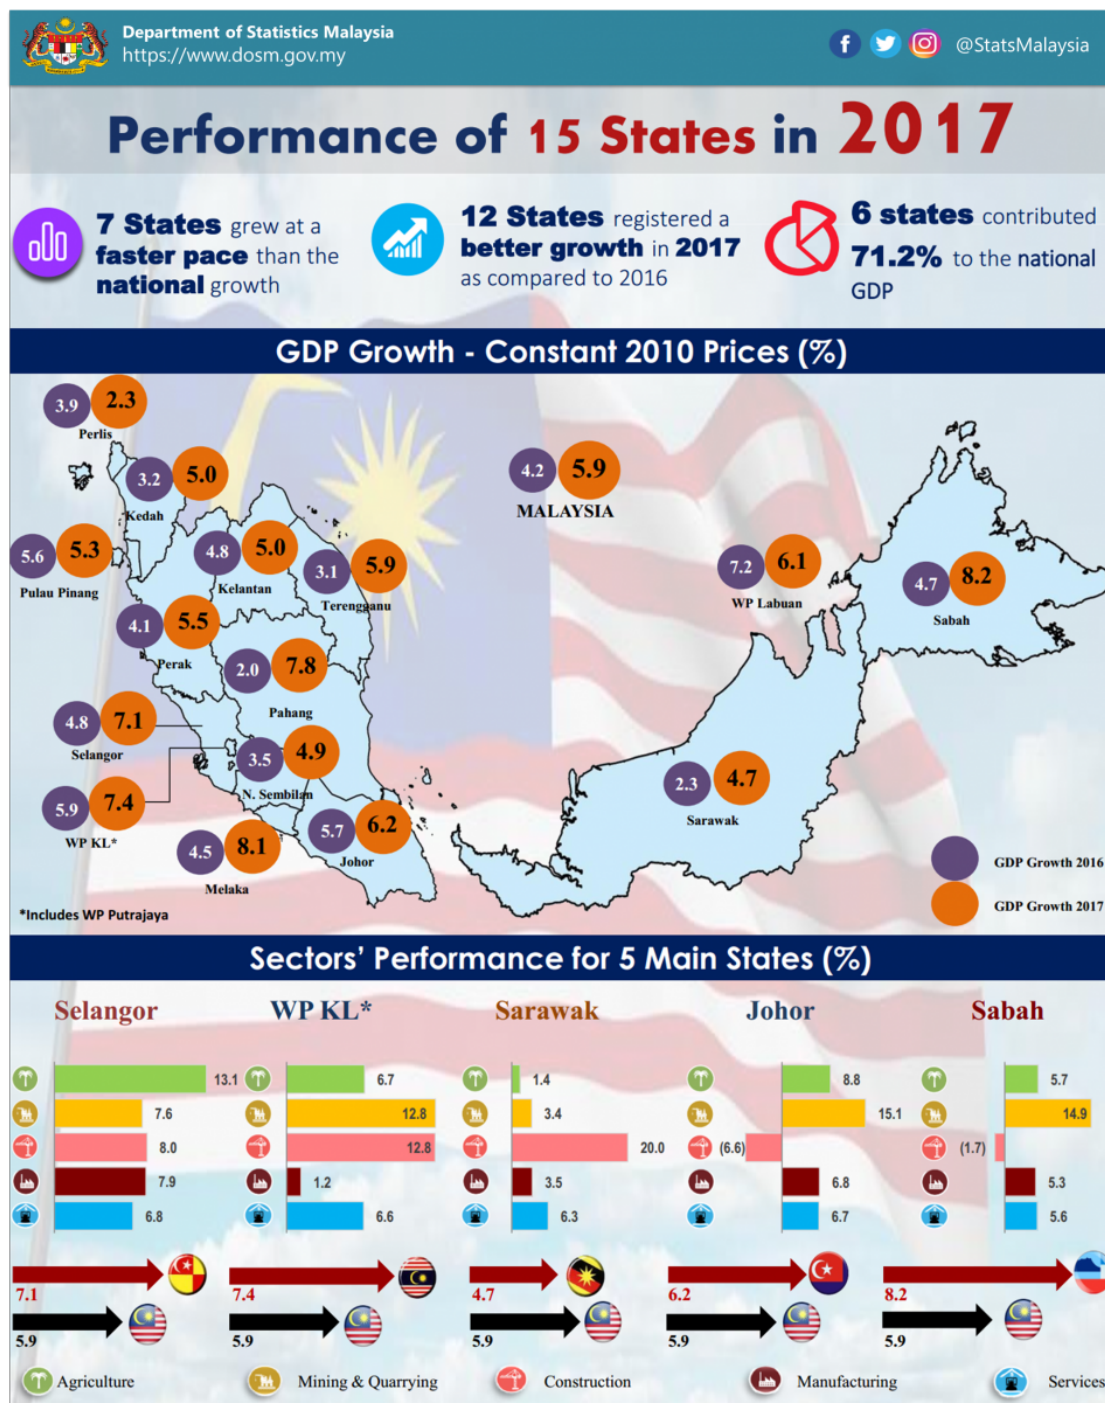 Department of Statistics Malaysia
https://www.dosm.gov.my
@StatsMalaysia
Performance of 15 States in 2017
7 States grew at a
faster pace than the
national growth
12 States registered a
better growth in 2017
as compared to 2016
6 states contributed
71.2% to the national
GDP
GDP Growth - Constant 2010 Prices (%)
3.9 2.3
Perlis
3.2 5.0
Kedah
4.2 5.9
MALAYSIA
5.6 5.3
Pulau Pinang
4.8 5.0
Kelantan
3.1 5.9
Terengganu
7.2 6.1
WP Labuan
4.7 8.2
Sabah
4.1 5.5
Perak
2.0 7.8
Pahang
4.8 7.1
Selangor
3.5 4.9
N. Sembilan
5.9 7.4
WP KL*
2.3 4.7
Sarawak
5.7 6.2
Johor
4.5 8.1
Melaka
*Includes WP Putrajaya
GDP Growth 2016
GDP Growth 2017
Sectors' Performance for 5 Main States (%)
Selangor WP KL* Sarawak Johor Sabah
13.1 6.7 1.4 8.8 5.7
7.6 12.8 3.4 15.1 14.9
8.0 12.8 20.0 (6.6) (1.7)
7.9 1.2 3.5 6.8 5.3
6.8 6.6 6.3 6.7 5.6
7.1 7.4 4.7 6.2 8.2
5.9 5.9 5.9 5.9 5.9
Agriculture Mining & Quarrying Construction Manufacturing Services